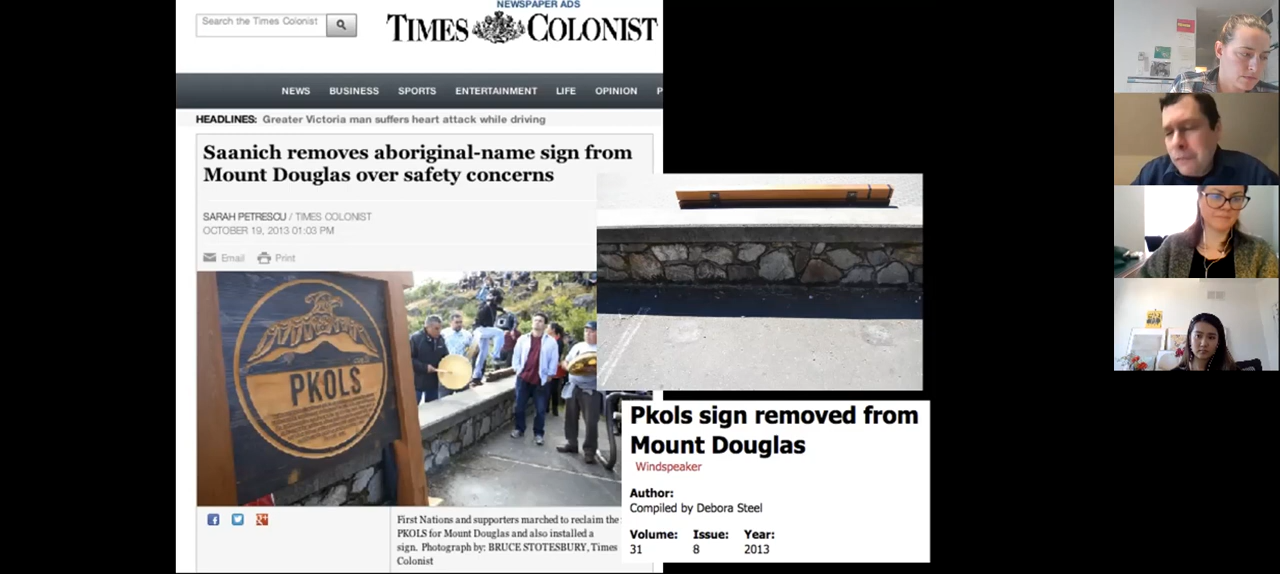 NEWSPAPER ADS
Search the Times Colonist
TIMES COLONIST
NEWS BUSINESS SPORTS ENTERTAINMENT LIFE OPINION P
HEADLINES: Greater Victoria man suffers heart attack while driving
Saanich removes aboriginal-name sign from
Mount Douglas over safety concerns
SARAH PETRESCU / TIMES COLONIST
OCTOBER 19, 2013 01:03 PM
Email Print
PKOLS
First Nations and supporters marched to reclaim the
PKOLS for Mount Douglas and also installed a
sign. Photograph by: BRUCE STOTESBURY, Times
Colonist
Pkols sign removed from
Mount Douglas
Windspeaker
Author:
Compiled by Debora Steel
Volume: Issue: Year:
31 8 2013